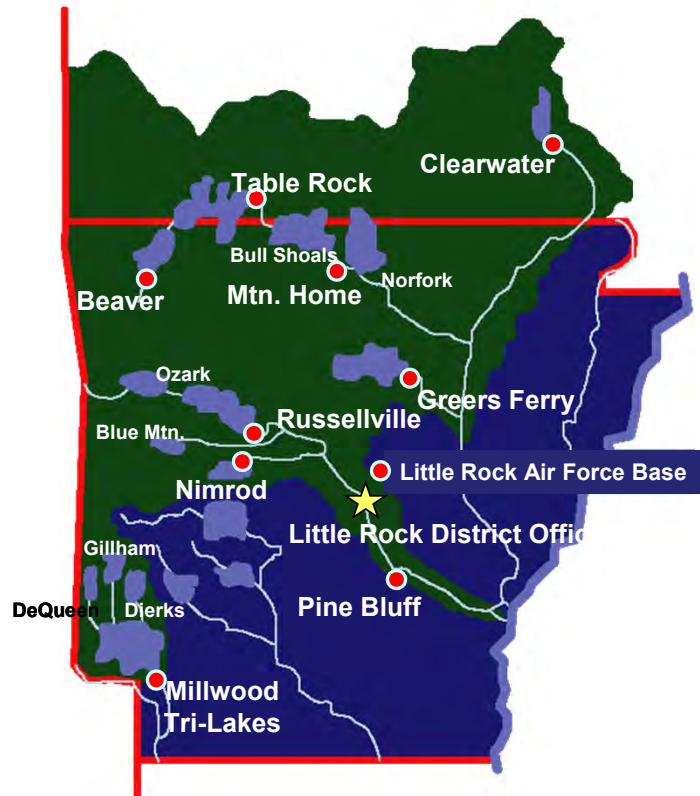 Clearwater
Table Rock
Bull Shoals
Norfork
Beaver
Mtn. Home
Ozark
Greers Ferry
Russellville
Blue Mtn.
Little Rock Air Force Base
Nimrod
Little Rock District Offic
Gillham
DeQueen
Dierks
Pine Bluff
Millwood
Tri-Lakes